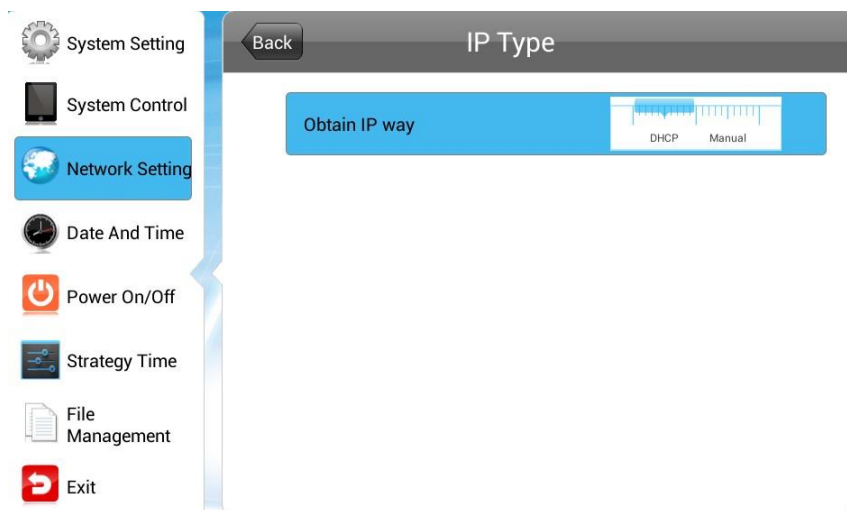 System Setting
System Control
Network Setting
Date And Time
Power On/Off
Strategy Time
File
Management
Exit
Back
IP Type
Obtain IP way
DHCP Manual